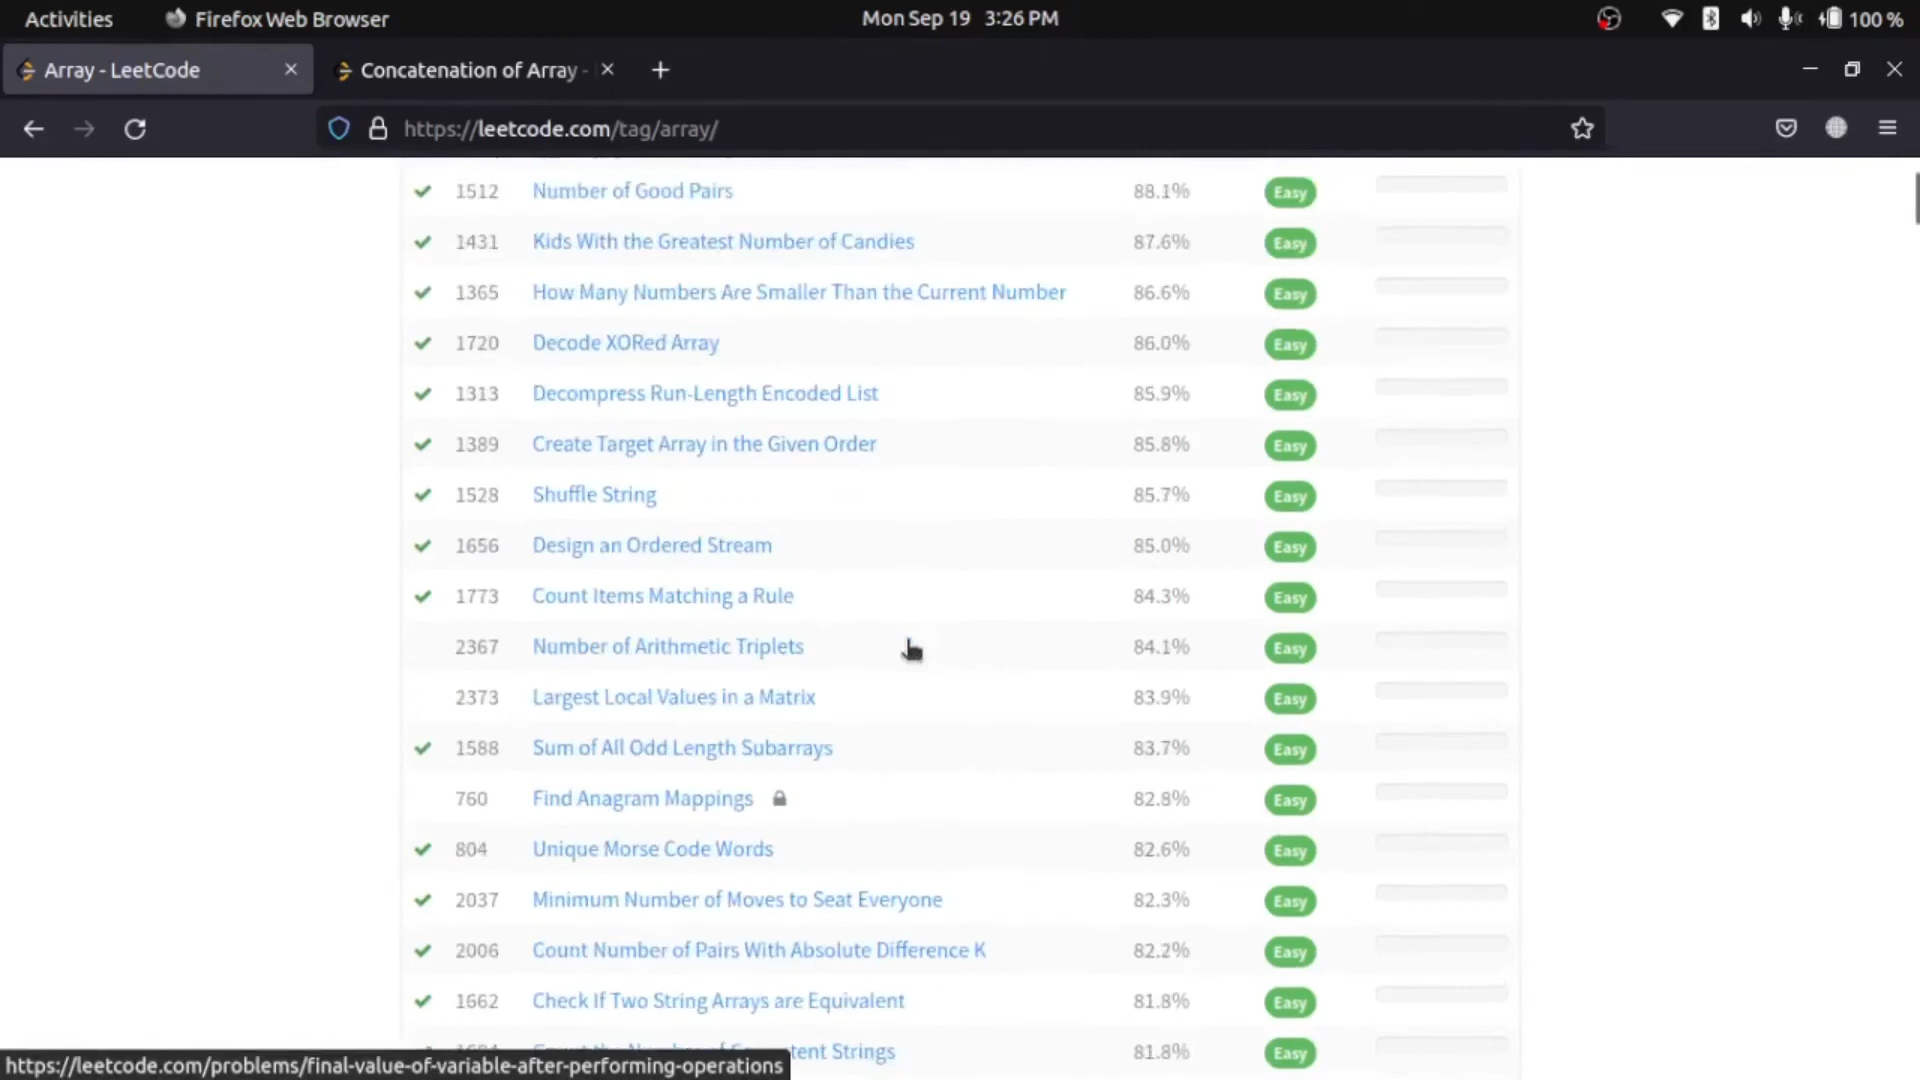 Activities Firefox Web Browser Mon Sep 19 3:26 PM 100 %
Array - LeetCode Concatenation of Array -
https://leetcode.com/tag/array/
1512 Number of Good Pairs 88.1% Easy
1431 Kids With the Greatest Number of Candies 87.6% Easy
1365 How Many Numbers Are Smaller Than the Current Number 86.6% Easy
1720 Decode XORed Array 86.0% Easy
1313 Decompress Run-Length Encoded List 85.9% Easy
1389 Create Target Array in the Given Order 85.8% Easy
1528 Shuffle String 85.7% Easy
1656 Design an Ordered Stream 85.0% Easy
1773 Count Items Matching a Rule 84.3% Easy
2367 Number of Arithmetic Triplets 84.1% Easy
2373 Largest Local Values in a Matrix 83.9% Easy
1588 Sum of All Odd Length Subarrays 83.7% Easy
760 Find Anagram Mappings 82.8% Easy
804 Unique Morse Code Words 82.6% Easy
2037 Minimum Number of Moves to Seat Everyone 82.3% Easy
2006 Count Number of Pairs With Absolute Difference K 82.2% Easy
1662 Check If Two String Arrays are Equivalent 81.8% Easy
Strings 81.8% Easy
https://leetcode.com/problems/final-value-of-variable-after-performing-operations